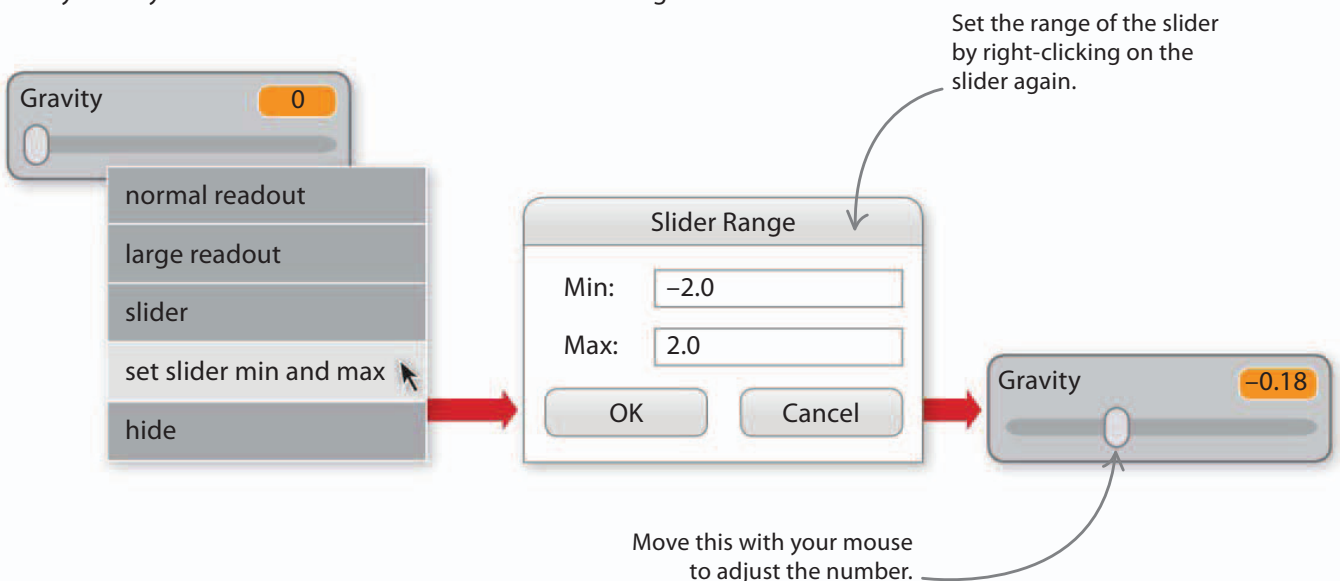 Set the range of the slider
by right-clicking on the
slider again.
Gravity 0
normal readout
large readout
slider
set slider min and max
hide
Slider Range
Min: –2.0
Max: 2.0
OK Cancel
Gravity –0.18
Move this with your mouse
to adjust the number.